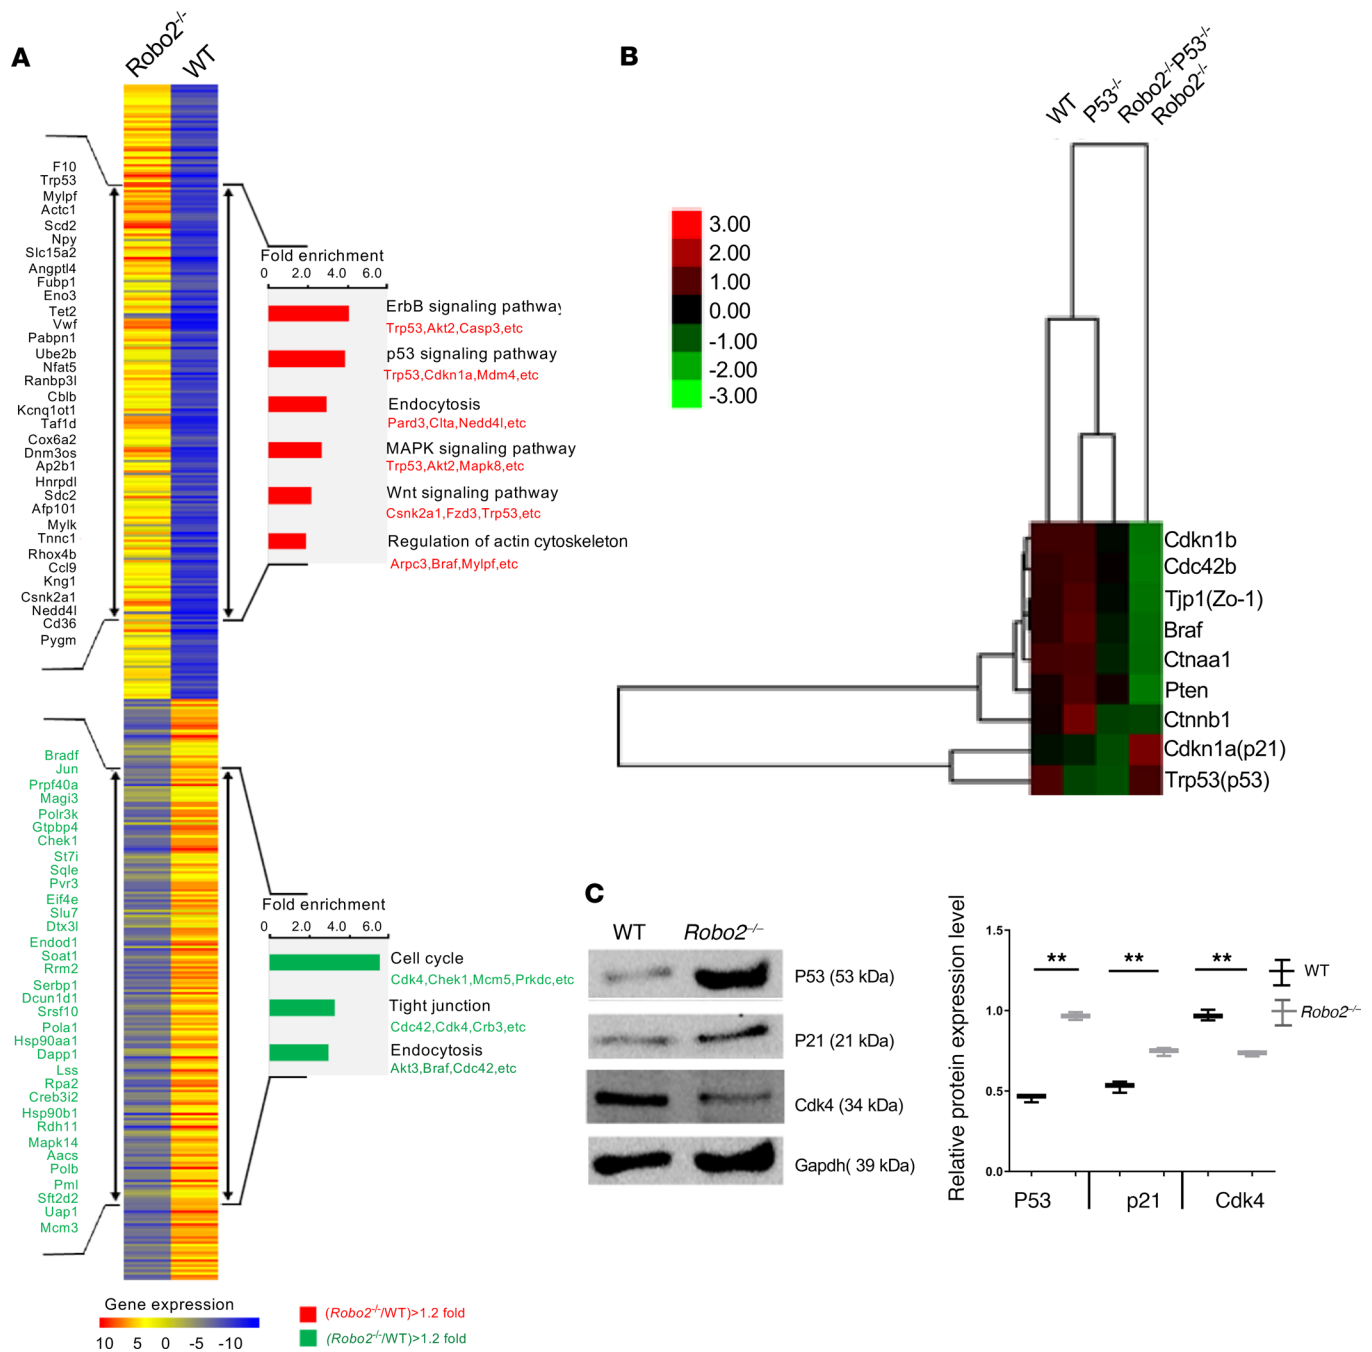 A
Robo2-/-
WT
F10
Trp53
Mylpf
Actc1
Scd2
Npy
Slc15a2
Angptl4
Fubp1
Eno3
Tet2
Vwf
Pabpn1
Ube2b
Nfat5
Ranbp3l
Cblb
Kcnq1ot1
Taf1d
Cox6a2
Dnm3os
Ap2b1
Hnrpdl
Sdc2
Afp101
Mylk
Tnnc1
Rhox4b
Ccl9
Kng1
Csnk2a1
Nedd4l
Cd36
Pygm
Fold enrichment
0 2.0 4.0 6.0
ErbB signaling pathway
Trp53,Akt2,Casp3,etc
p53 signaling pathway
Trp53,Cdkn1a,Mdm4,etc
Endocytosis
Pard3,Clta,Nedd4l,etc
MAPK signaling pathway
Trp53,Akt2,Mapk8,etc
Wnt signaling pathway
Csnk2a1,Fzd3,Trp53,etc
Regulation of actin cytoskeleton
Arpc3,Braf,Mylpf,etc
Bradf
Jun
Prpf40a
Magi3
Polr3k
Gtpbp4
Chek1
St7i
Sqle
Pvr3
Eif4e
Slu7
Dtx3l
Endod1
Soat1
Rrm2
Serbp1
Dcun1d1
Srsf10
Pola1
Hsp90aa1
Dapp1
Lss
Rpa2
Creb3i2
Hsp90b1
Rdh11
Mapk14
Aacs
Polb
Pml
Sft2d2
Uap1
Mcm3
Fold enrichment
0 2.0 4.0 6.0
Cell cycle
Cdk4,Chek1,Mcm5,Prkdc,etc
Tight junction
Cdc42,Cdk4,Crb3,etc
Endocytosis
Akt3,Braf,Cdc42,etc
Gene expression
10 5 0 -5 -10
(Robo2-/-/WT)>1.2 fold
(Robo2-/-/WT)>1.2 fold
B
WT
P53-/-
Robo2-/-P53-/-
Robo2-/-
3.00
2.00
1.00
0.00
-1.00
-2.00
-3.00
Cdkn1b
Cdc42b
Tjp1(Zo-1)
Braf
Ctnaa1
Pten
Ctnnb1
Cdkn1a(p21)
Trp53(p53)
C
WT Robo2-/-
P53 (53 kDa)
P21 (21 kDa)
Cdk4 (34 kDa)
Gapdh( 39 kDa)
Relative protein expression level
1.5
1.0
0.5
0.0
** ** **
P53 p21 Cdk4
WT
Robo2-/-